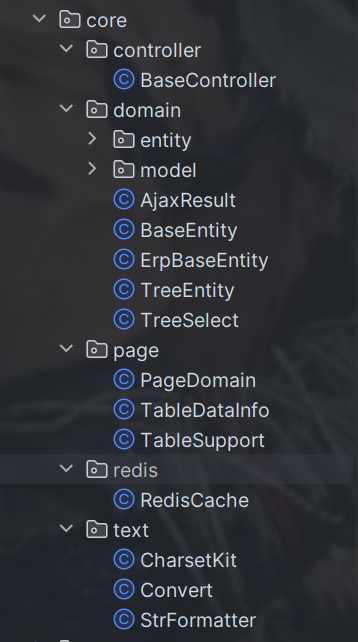 core
controller
BaseController
domain
entity
model
AjaxResult
BaseEntity
ErpBaseEntity
TreeEntity
TreeSelect
page
PageDomain
TableDataInfo
TableSupport
redis
RedisCache
text
CharsetKit
Convert
StrFormatter